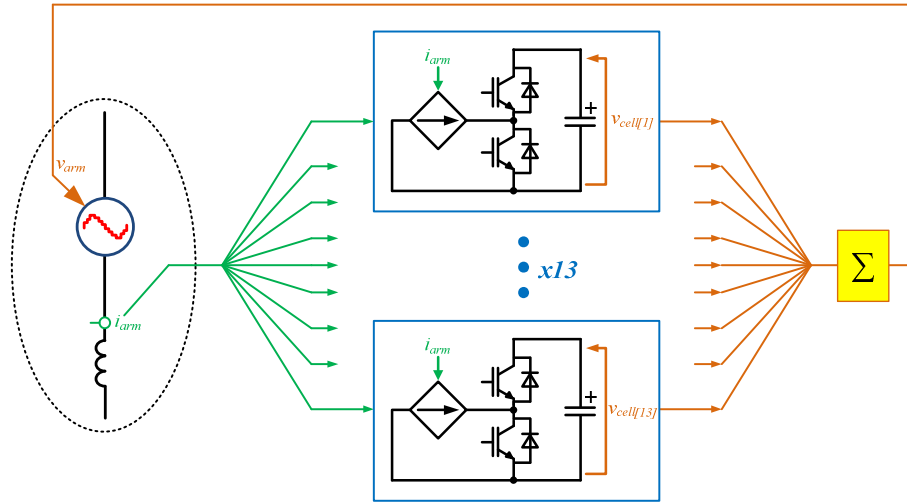 i_arm
v_cell[1]
v_arm
x13
Σ
i_arm
i_arm
v_cell[13]